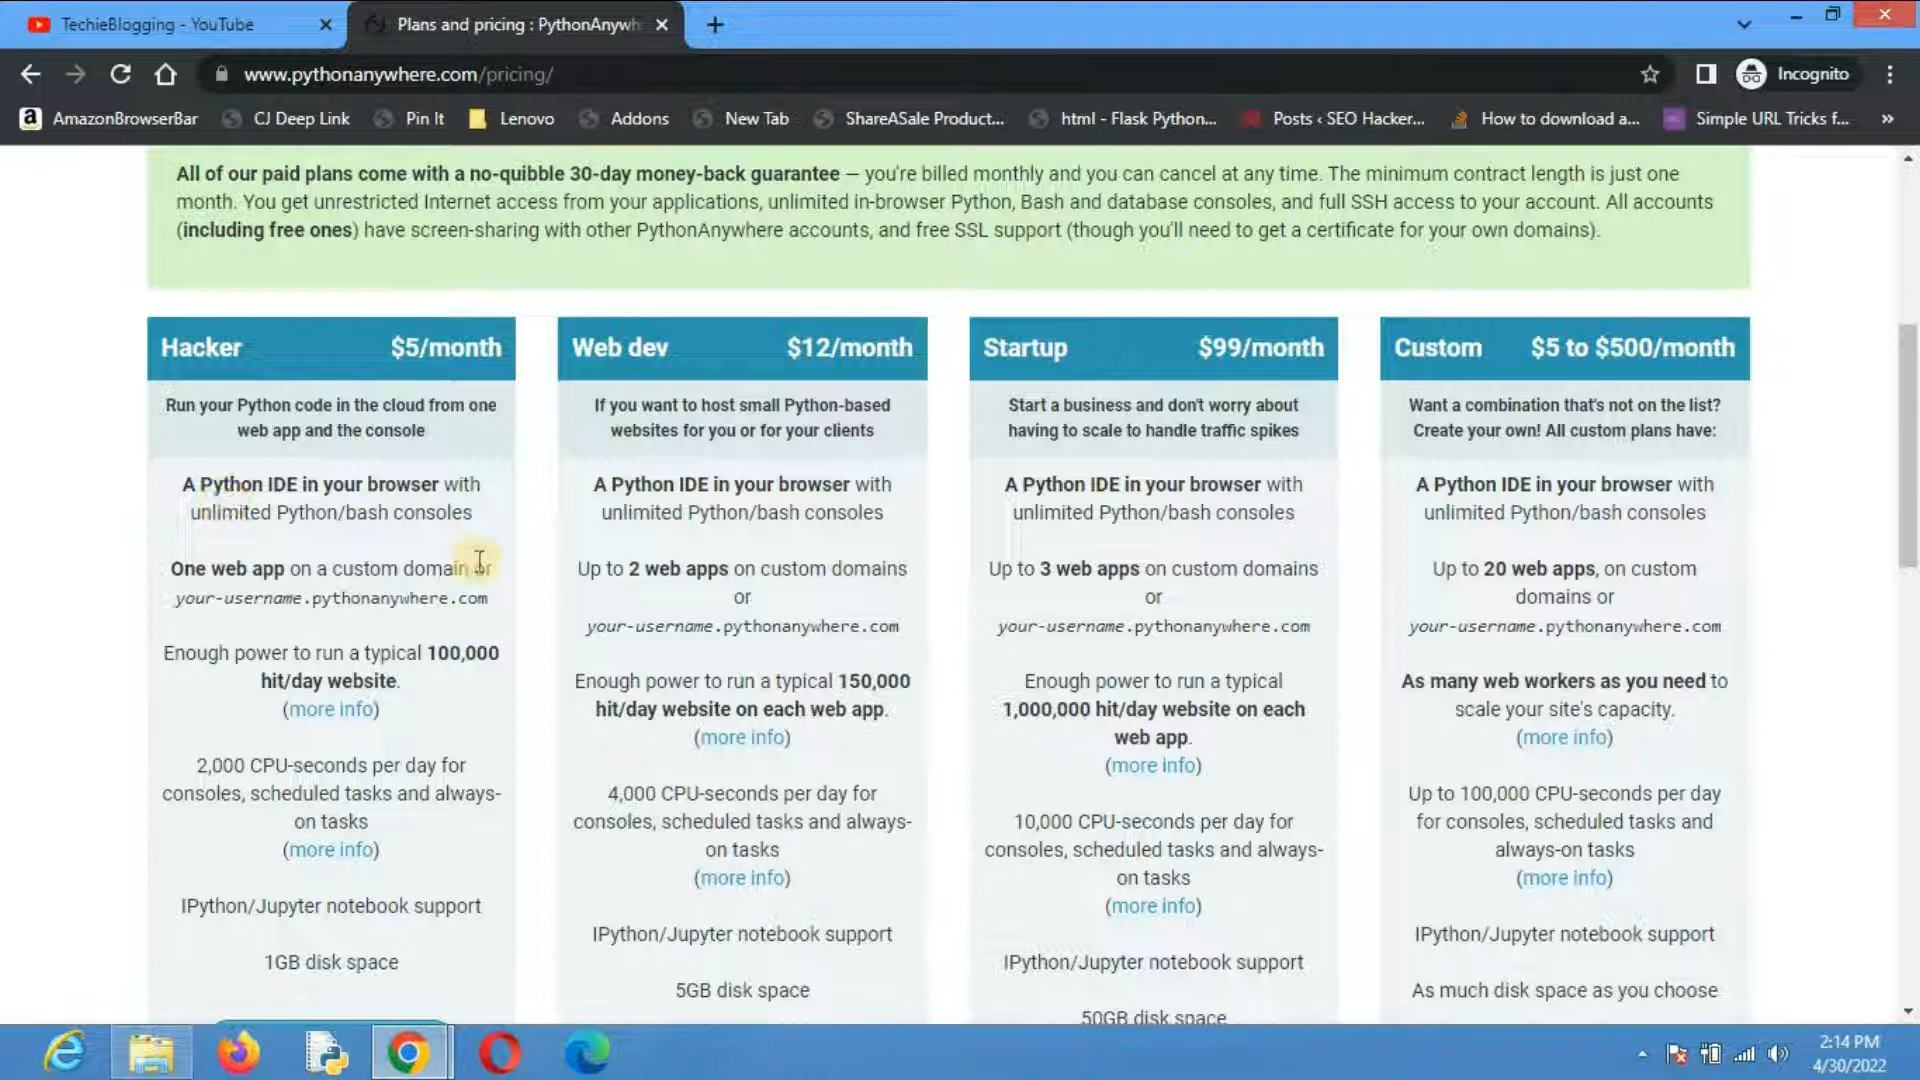 TechieBlogging - YouTube
Plans and pricing : PythonAnywh
www.pythonanywhere.com/pricing/
Incognito
AmazonBrowserBar
CJ Deep Link
Pin It
Lenovo
Addons
New Tab
ShareASale Product...
html - Flask Python...
Posts ‹ SEO Hacker...
How to download a...
Simple URL Tricks f...
»
All of our paid plans come with a no-quibble 30-day money-back guarantee — you're billed monthly and you can cancel at any time. The minimum contract length is just one
month. You get unrestricted Internet access from your applications, unlimited in-browser Python, Bash and database consoles, and full SSH access to your account. All accounts
(including free ones) have screen-sharing with other PythonAnywhere accounts, and free SSL support (though you'll need to get a certificate for your own domains).
Hacker $5/month
Run your Python code in the cloud from one
web app and the console
A Python IDE in your browser with
unlimited Python/bash consoles
One web app on a custom domain or
your-username.pythonanywhere.com
Enough power to run a typical 100,000
hit/day website.
(more info)
2,000 CPU-seconds per day for
consoles, scheduled tasks and always-
on tasks
(more info)
IPython/Jupyter notebook support
1GB disk space
Web dev $12/month
If you want to host small Python-based
websites for you or for your clients
A Python IDE in your browser with
unlimited Python/bash consoles
Up to 2 web apps on custom domains
or
your-username.pythonanywhere.com
Enough power to run a typical 150,000
hit/day website on each web app.
(more info)
4,000 CPU-seconds per day for
consoles, scheduled tasks and always-
on tasks
(more info)
IPython/Jupyter notebook support
5GB disk space
Startup $99/month
Start a business and don't worry about
having to scale to handle traffic spikes
A Python IDE in your browser with
unlimited Python/bash consoles
Up to 3 web apps on custom domains
or
your-username.pythonanywhere.com
Enough power to run a typical
1,000,000 hit/day website on each
web app.
(more info)
10,000 CPU-seconds per day for
consoles, scheduled tasks and always-
on tasks
(more info)
IPython/Jupyter notebook support
50GB disk space
Custom $5 to $500/month
Want a combination that's not on the list?
Create your own! All custom plans have:
A Python IDE in your browser with
unlimited Python/bash consoles
Up to 20 web apps, on custom
domains or
your-username.pythonanywhere.com
As many web workers as you need to
scale your site's capacity.
(more info)
Up to 100,000 CPU-seconds per day
for consoles, scheduled tasks and
always-on tasks
(more info)
IPython/Jupyter notebook support
As much disk space as you choose
2:14 PM
4/30/2022